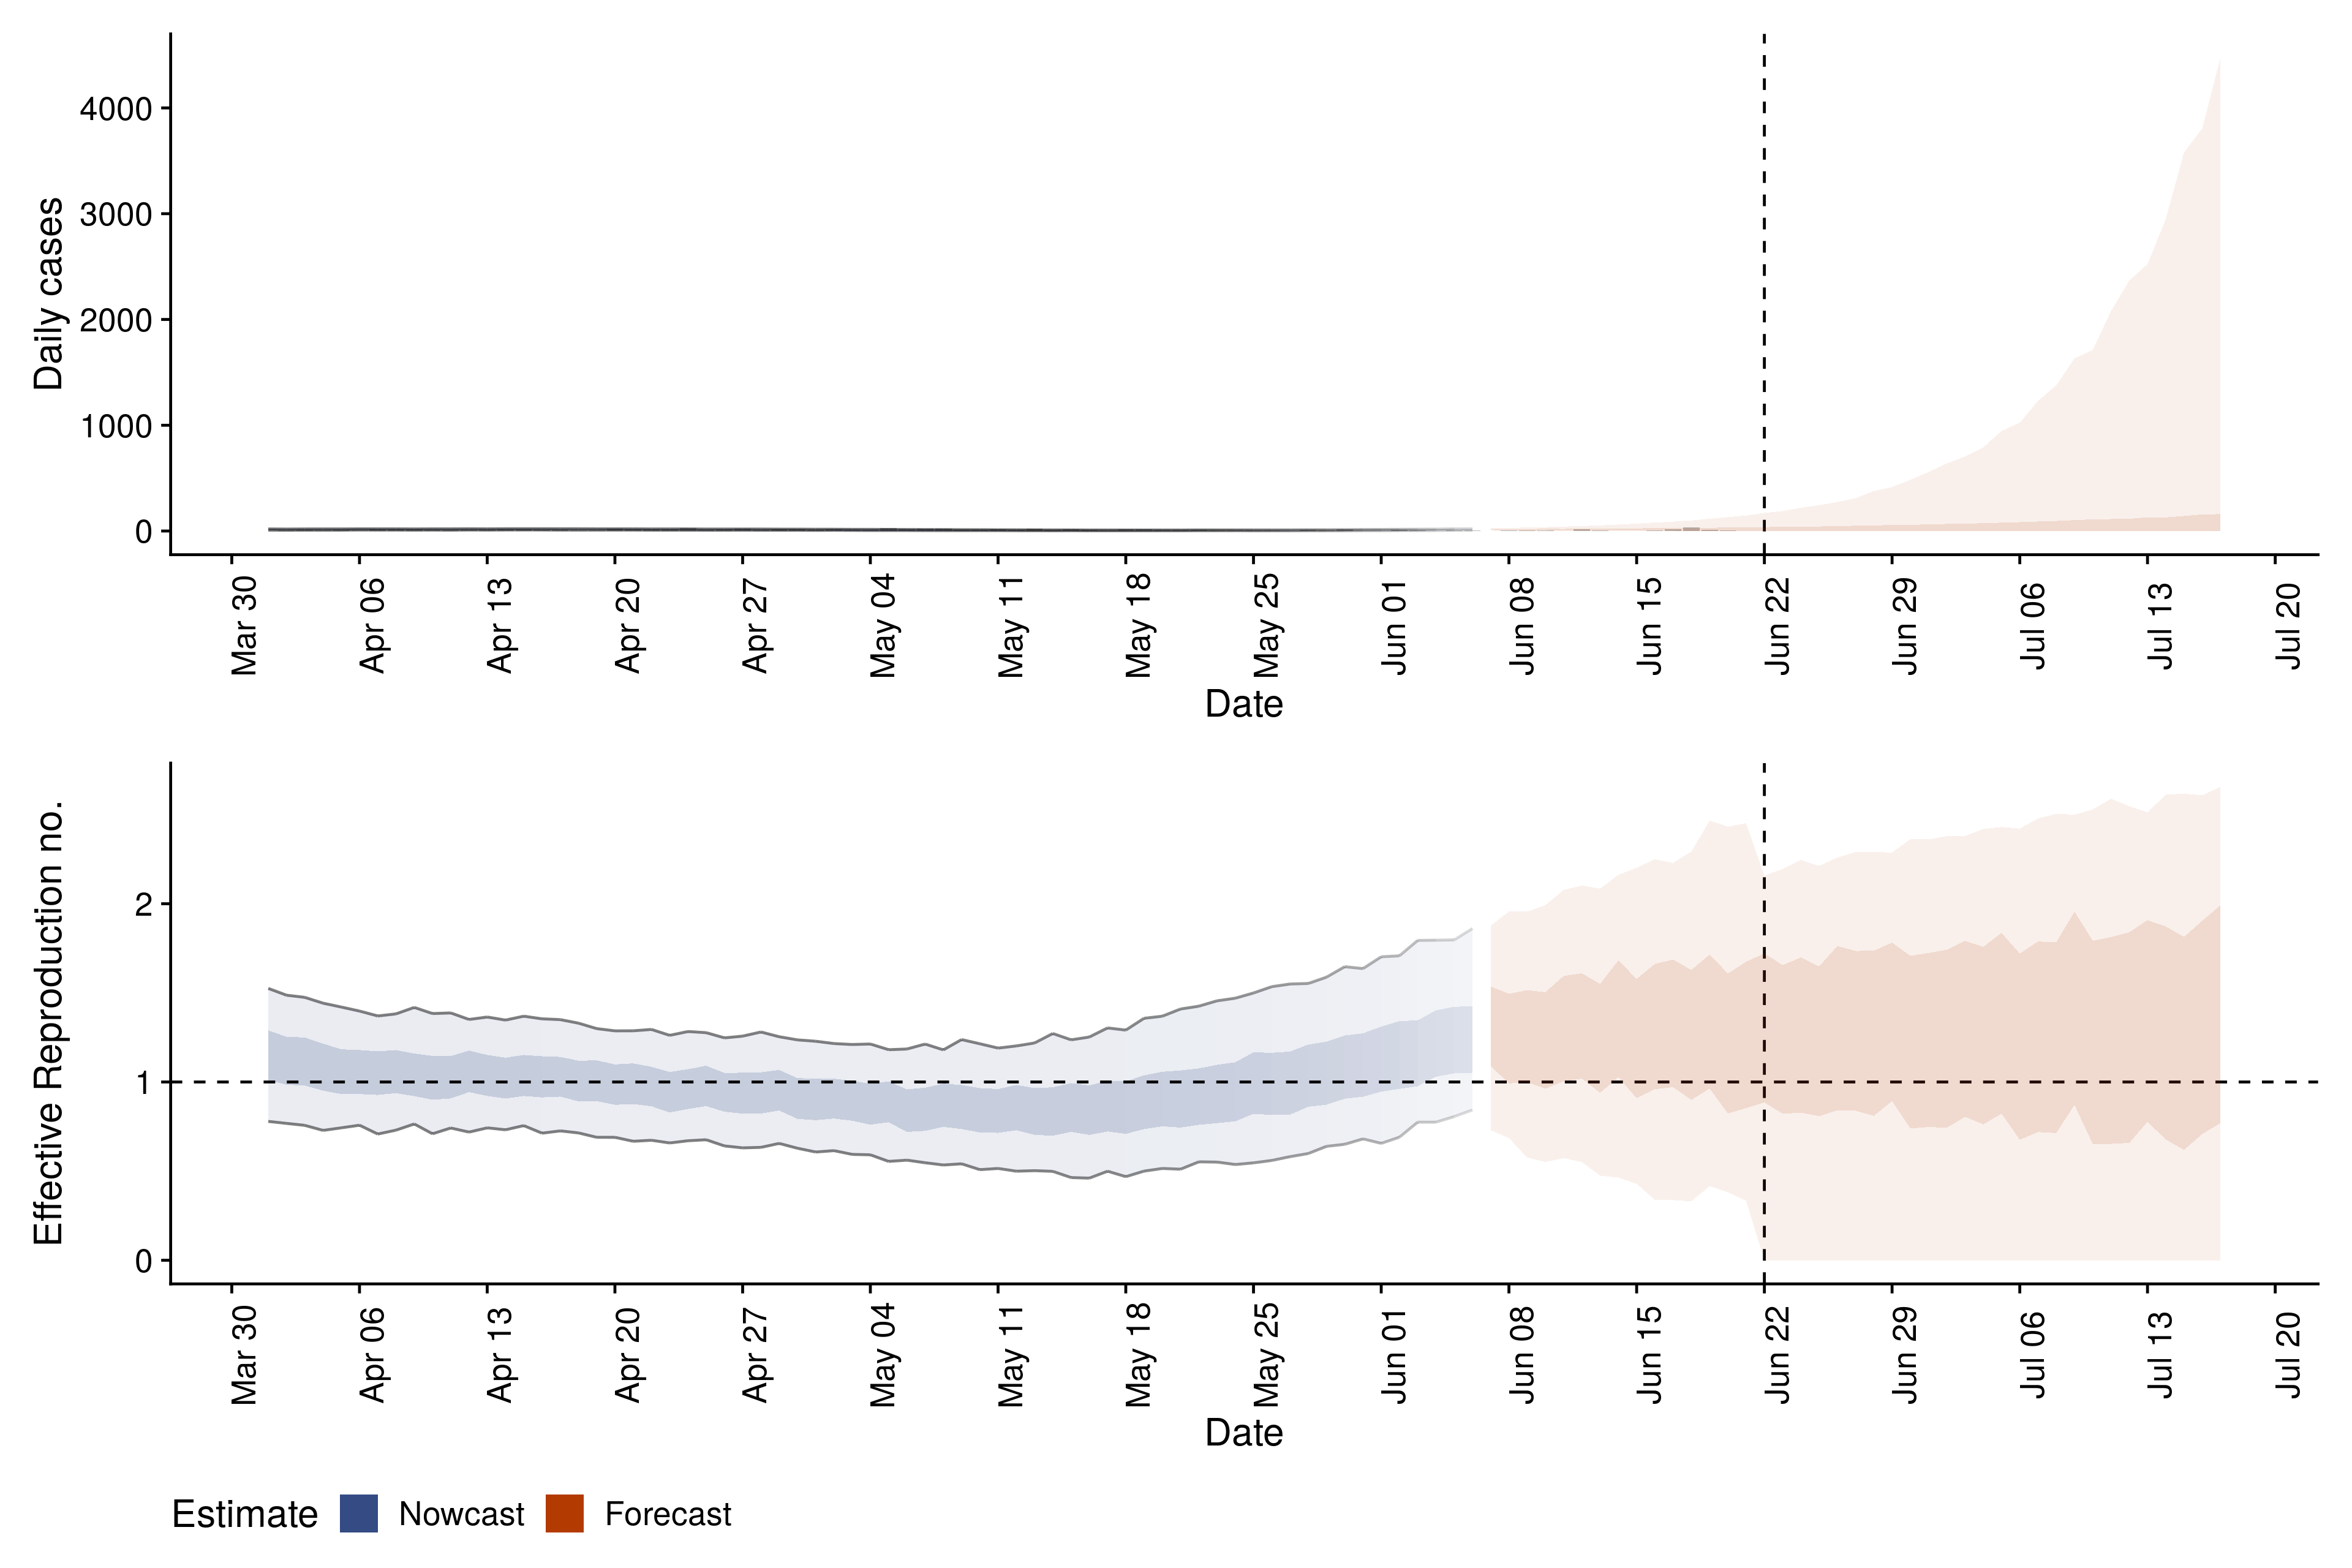 Daily cases
4000
3000
2000
1000
0
Mar 30
Apr 06
Apr 13
Apr 20
Apr 27
May 04
May 11
May 18
May 25
Jun 01
Jun 08
Jun 15
Jun 22
Jun 29
Jul 06
Jul 13
Jul 20
Date
Effective Reproduction no.
2
1
0
Mar 30
Apr 06
Apr 13
Apr 20
Apr 27
May 04
May 11
May 18
May 25
Jun 01
Jun 08
Jun 15
Jun 22
Jun 29
Jul 06
Jul 13
Jul 20
Date
Estimate Nowcast Forecast